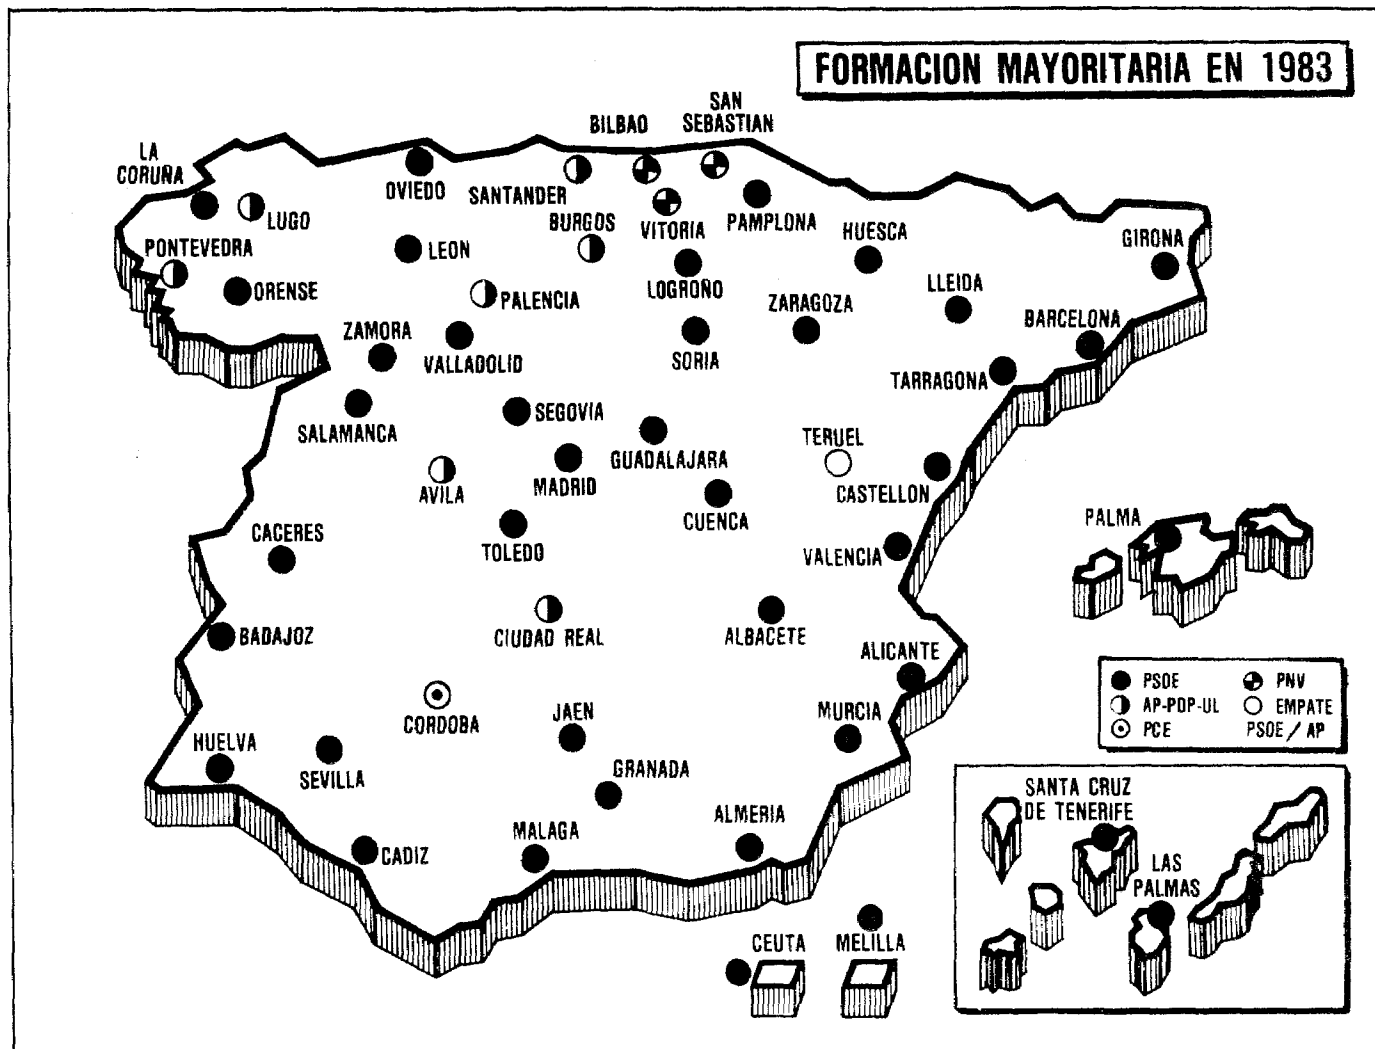 FORMACION MAYORITARIA EN 1983
SAN
SEBASTIAN
BILBAO
LA
CORUÑA
OVIEDO
SANTANDER
LUGO
BURGOS
VITORIA
PAMPLONA
HUESCA
GIRONA
PONTEVEDRA
LEON
ORENSE
PALENCIA
LOGROÑO
ZARAGOZA
LLEIDA
BARCELONA
ZAMORA
VALLADOLID
SORIA
TARRAGONA
SALAMANCA
SEGOVIA
GUADALAJARA
TERUEL
AVILA
MADRID
CUENCA
CASTELLON
CACERES
TOLEDO
VALENCIA
PALMA
BADAJOZ
CIUDAD REAL
ALBACETE
ALICANTE
CORDOBA
JAEN
MURCIA
HUELVA
SEVILLA
GRANADA
CADIZ
MALAGA
ALMERIA
CEUTA
MELILLA
PSOE
PNV
AP-PDP-UL
EMPATE
PCE
PSOE/AP
SANTA CRUZ
DE TENERIFE
LAS
PALMAS